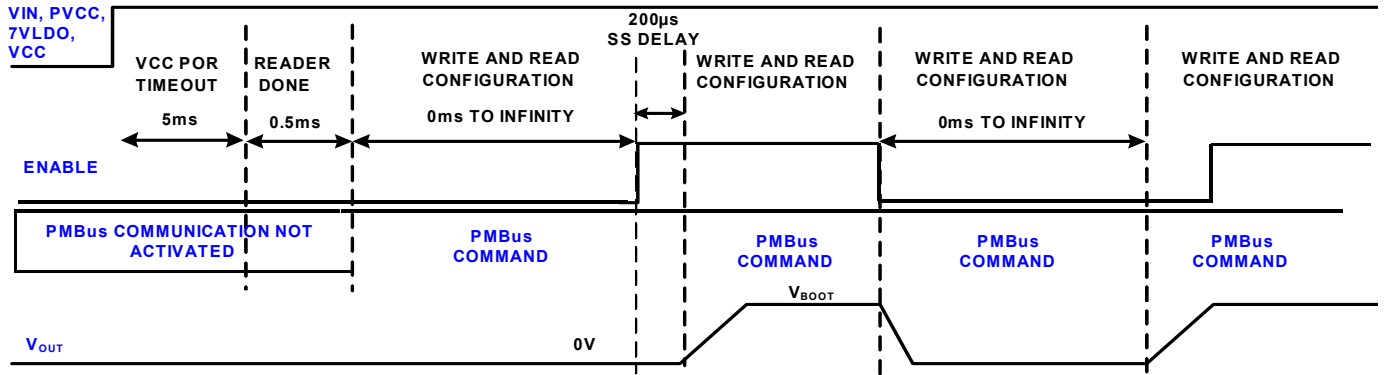 VIN, PVCC,
7VLDO,
VCC
200µs
SS DELAY
VCC POR
TIMEOUT
READER
DONE
WRITE AND READ
CONFIGURATION
WRITE AND READ
CONFIGURATION
WRITE AND READ
CONFIGURATION
WRITE AND READ
CONFIGURATION
5ms
0.5ms
0ms TO INFINITY
0ms TO INFINITY
ENABLE
PMBus COMMUNICATION NOT
ACTIVATED
PMBus
COMMAND
PMBus
COMMAND
PMBus
COMMAND
PMBus
COMMAND
VBOOT
VOUT
0V